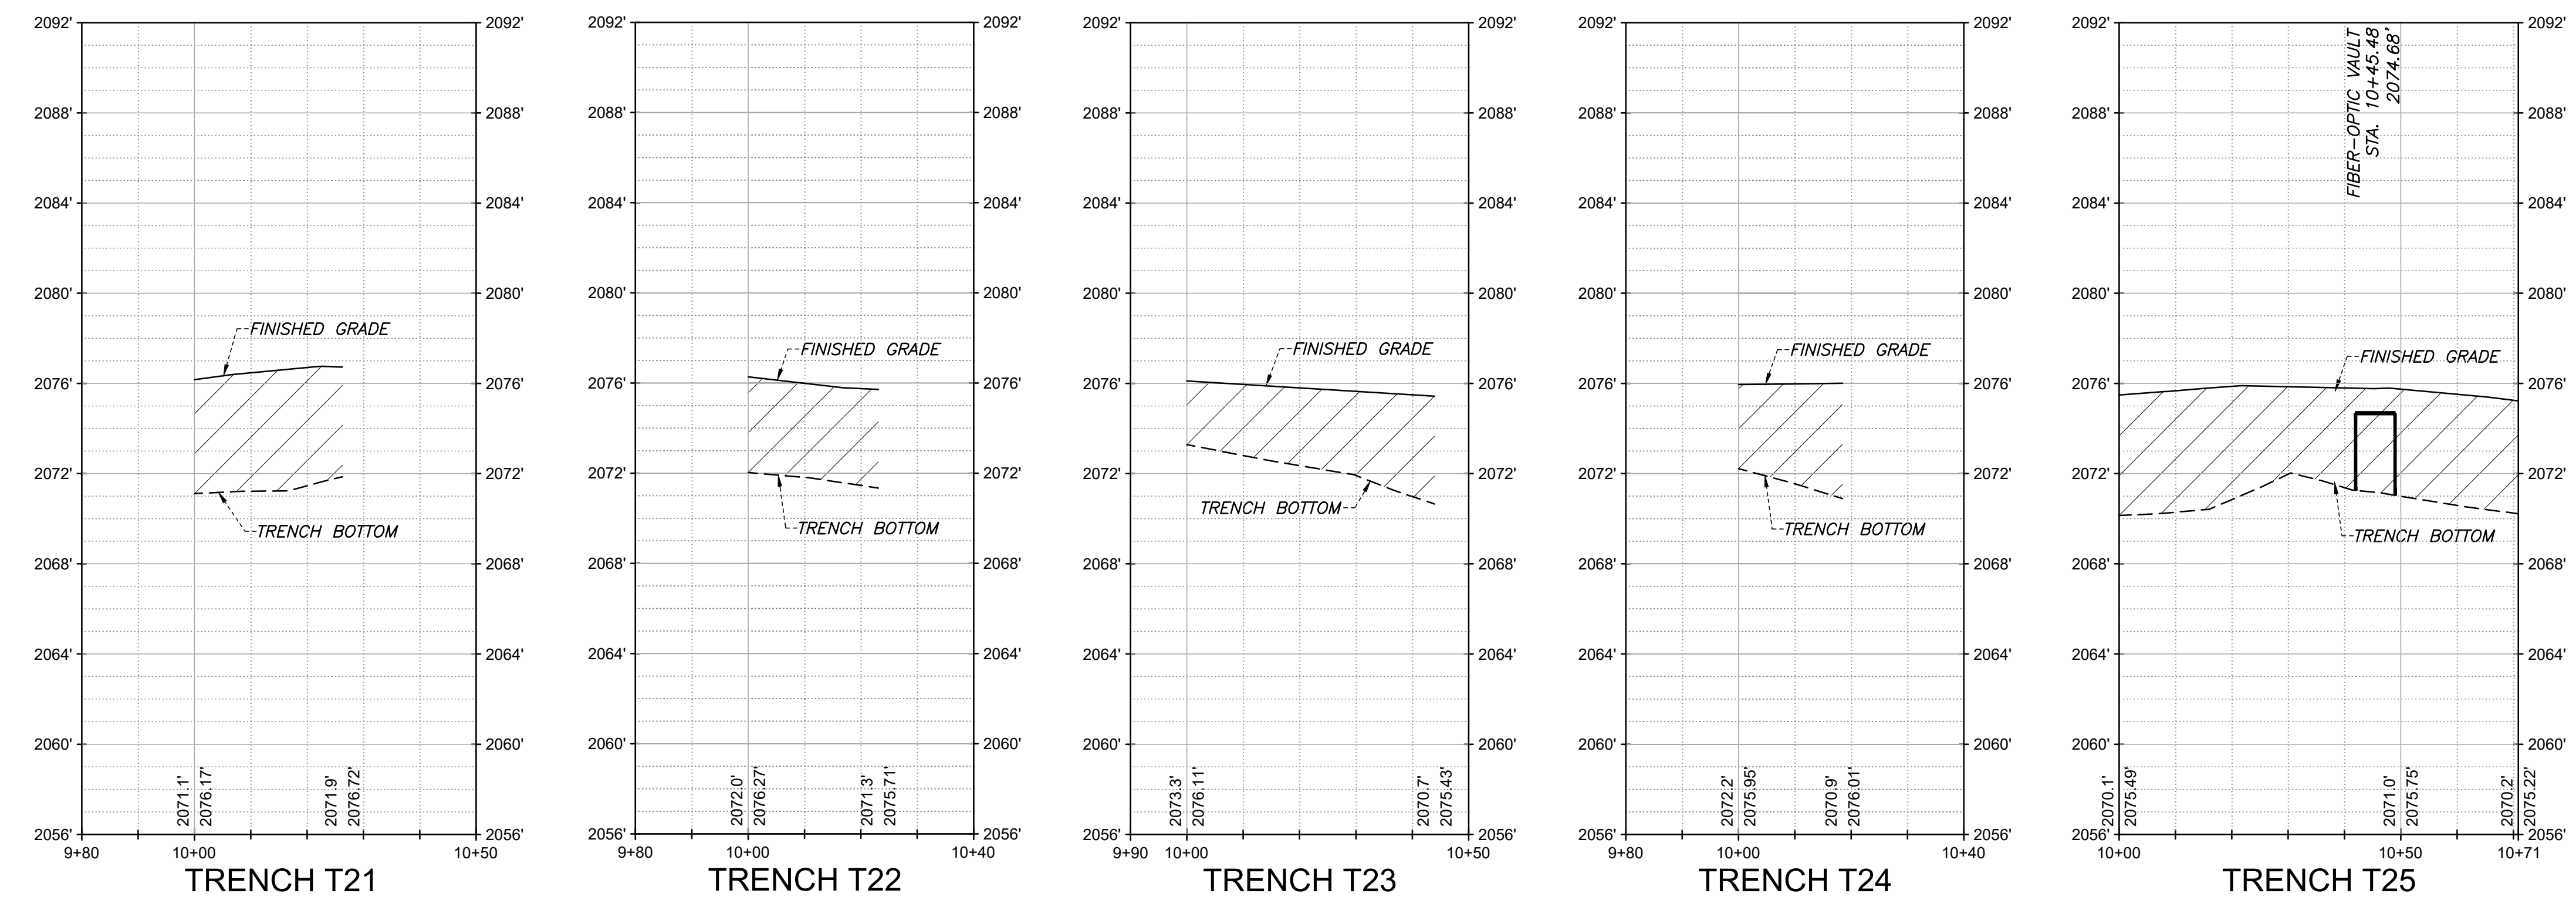 2092' 2092'
2088' 2088'
2084' 2084'
2080' 2080'
FINISHED GRADE
2076' 2076'
2072' 2072'
TRENCH BOTTOM
2068' 2068'
2064' 2064'
2060' 2060'
2071.1' 2076.17' 2071.9' 2076.72'
2056' 2056'
9+80 10+00 10+50
TRENCH T21
2092' 2092'
2088' 2088'
2084' 2084'
2080' 2080'
FINISHED GRADE
2076' 2076'
2072' 2072'
TRENCH BOTTOM
2068' 2068'
2064' 2064'
2060' 2060'
2072.0' 2076.27' 2071.3' 2075.71'
2056' 2056'
9+80 10+00 10+40
TRENCH T22
2092' 2092'
2088' 2088'
2084' 2084'
2080' 2080'
FINISHED GRADE
2076' 2076'
2072' 2072'
TRENCH BOTTOM
2068' 2068'
2064' 2064'
2060' 2060'
2073.3' 2076.11' 2070.7' 2075.43'
2056' 2056'
9+90 10+00 10+50
TRENCH T23
2092' 2092'
2088' 2088'
2084' 2084'
2080' 2080'
FINISHED GRADE
2076' 2076'
2072' 2072'
TRENCH BOTTOM
2068' 2068'
2064' 2064'
2060' 2060'
2072.2' 2075.95' 2070.9' 2076.01'
2056' 2056'
9+80 10+00 10+40
TRENCH T24
2092' 2092'
FIBER-OPTIC VAULT
STA. 10+45.48
2074.68'
2088' 2088'
2084' 2084'
2080' 2080'
FINISHED GRADE
2076' 2076'
2072' 2072'
TRENCH BOTTOM
2068' 2068'
2064' 2064'
2060' 2060'
2070.1' 2075.49' 2071.0' 2075.75' 2070.2' 2075.22'
2056' 2056'
10+00 10+50 10+71
TRENCH T25